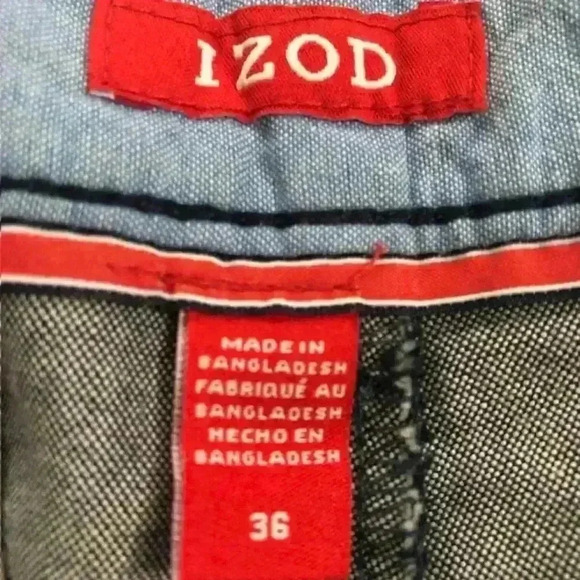 IZOD
MADE IN
BANGLADESH
FABRIQUÉ AU
BANGLADESH
HECHO EN
BANGLADESH
36